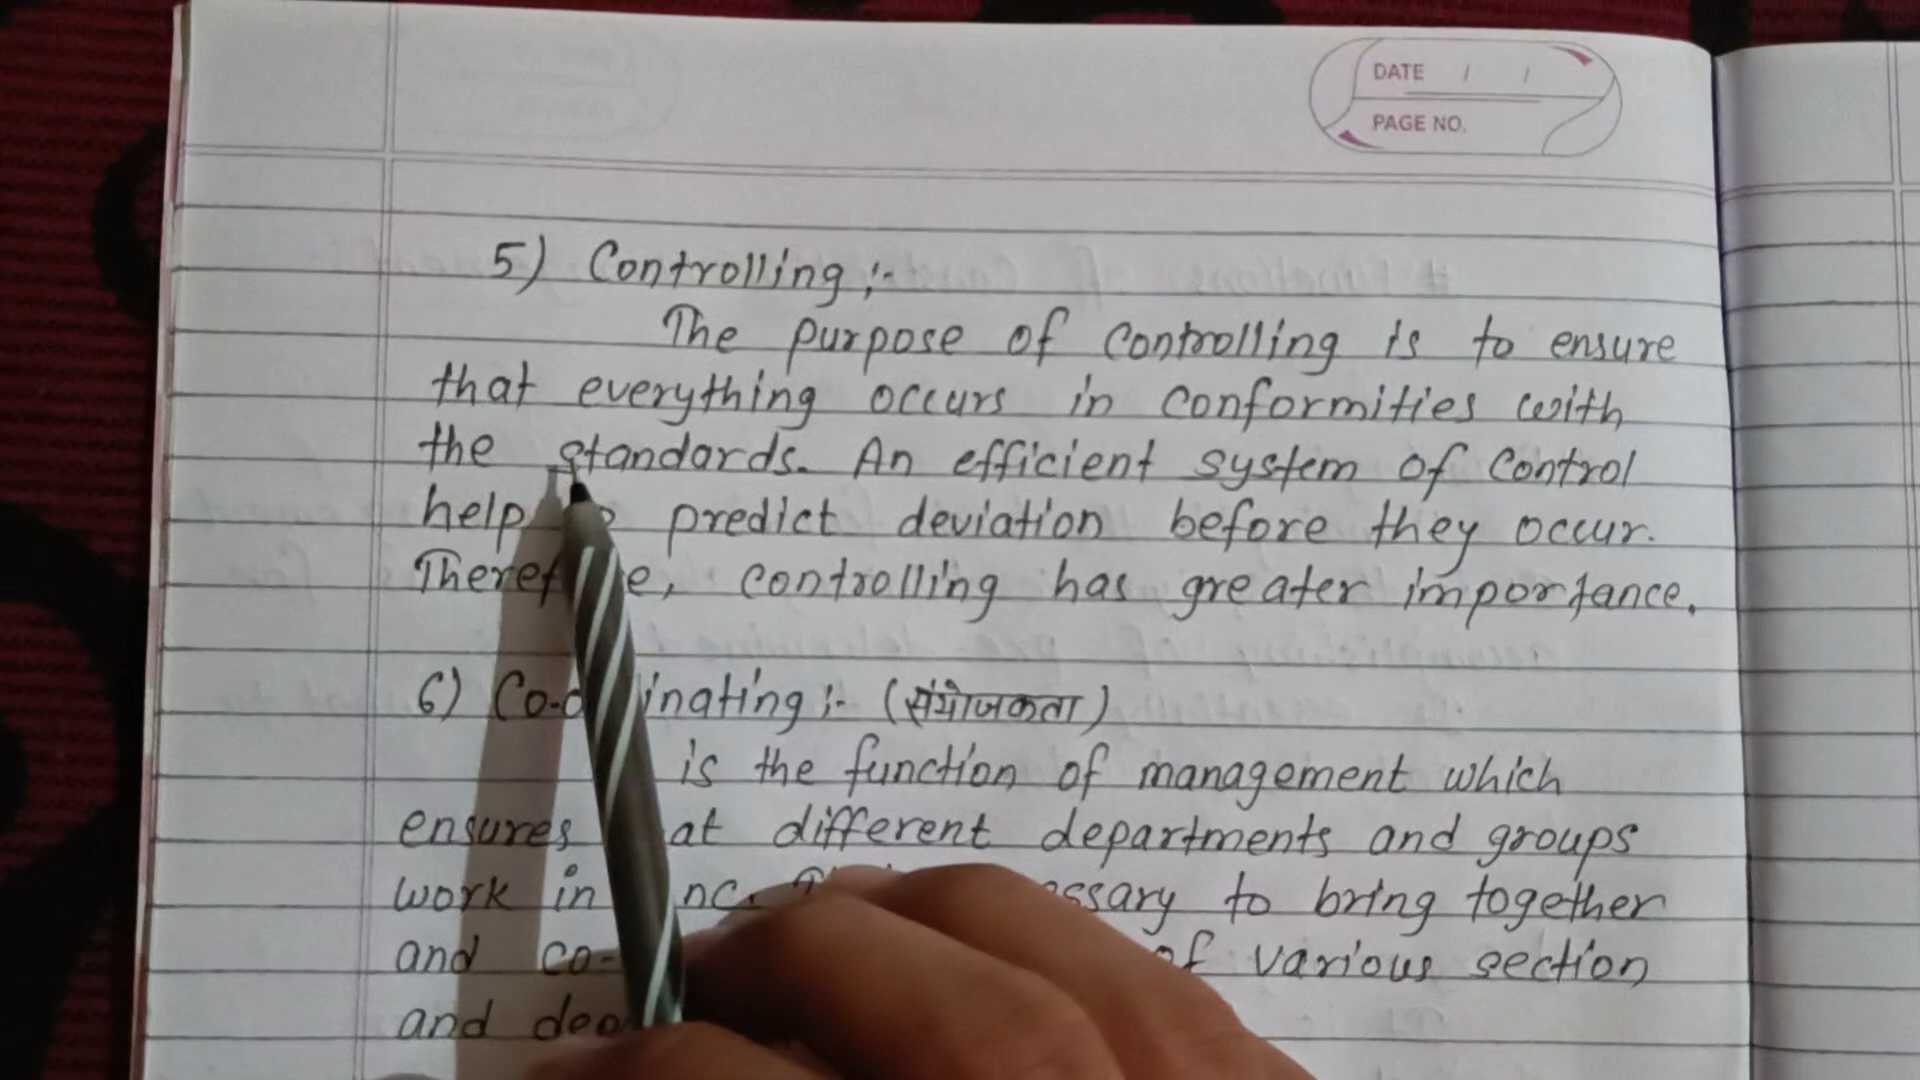 DATE / /
PAGE NO.
5) Controlling :-
The purpose of controlling is to ensure
that everything occurs in conformities with
the standards. An efficient system of control
help predict deviation before they occur.
controlling has greater importance.
6) :- (संयोजकता)
is the function of management which
ensures different departments and groups
work in to bring together
and of various section
and